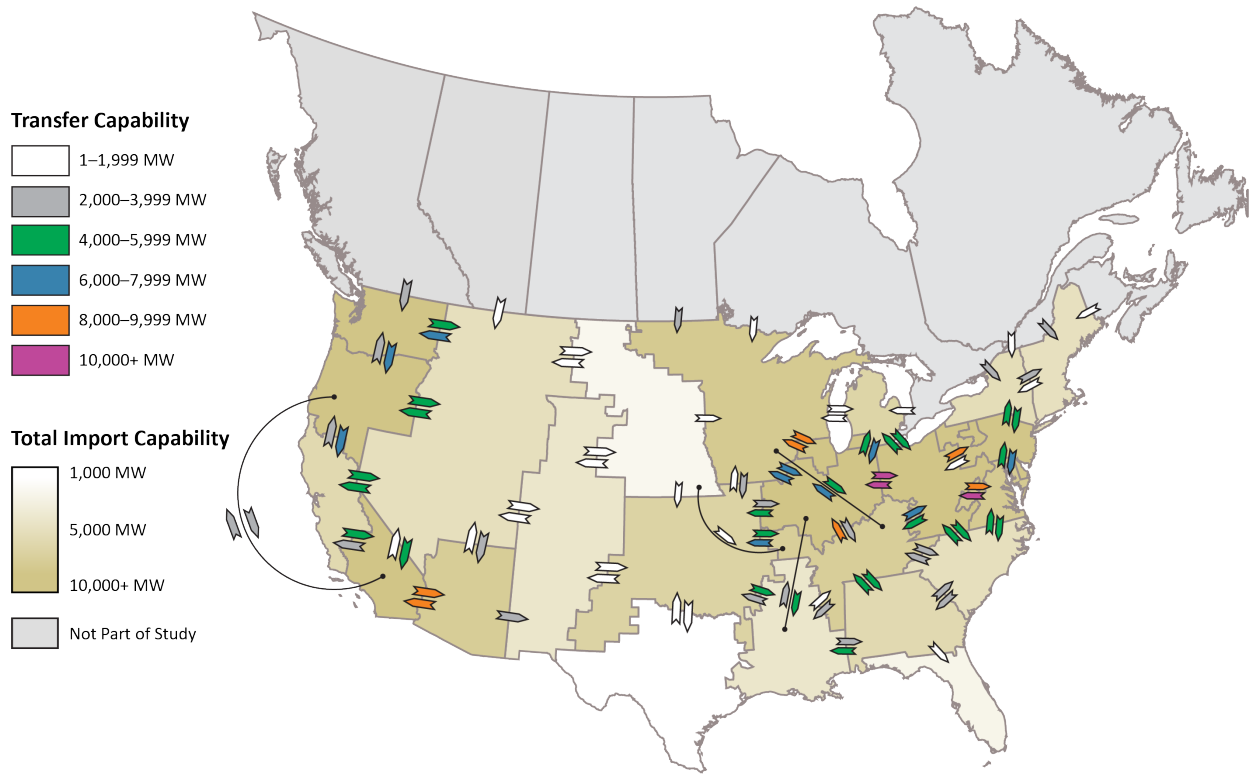 Transfer Capability
1–1,999 MW
2,000–3,999 MW
4,000–5,999 MW
6,000–7,999 MW
8,000–9,999 MW
10,000+ MW
Total Import Capability
1,000 MW
5,000 MW
10,000+ MW
Not Part of Study